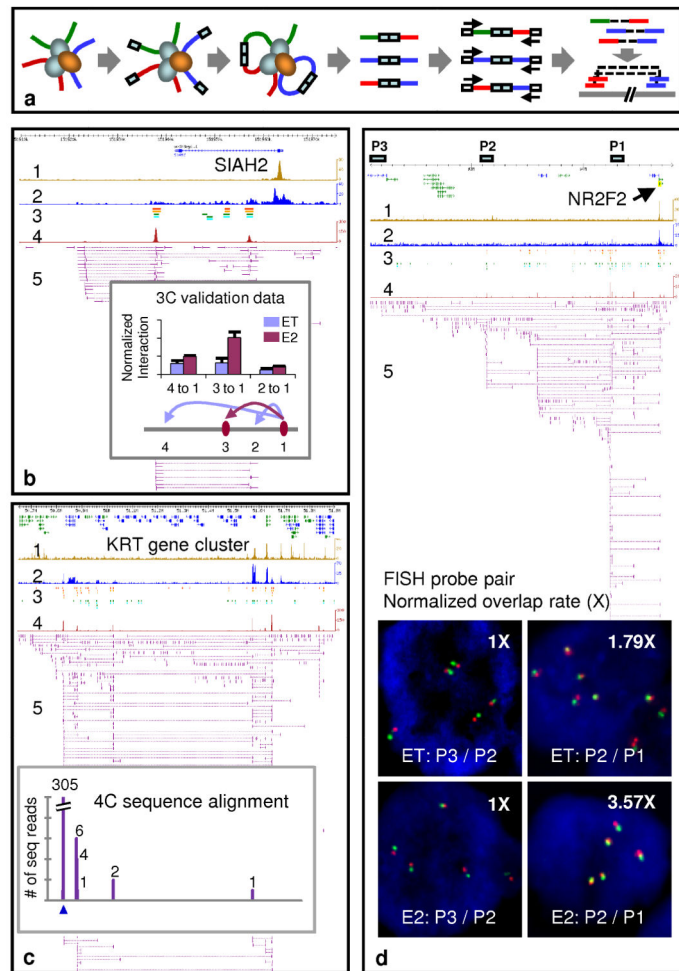 a
SIAH2
1
2
3
4
5
3C validation data
Normalized
Interaction
ET
E2
4 to 1
3 to 1
2 to 1
4
3
2
1
b
KRT gene cluster
1
2
3
4
5
305
4C sequence alignment
# of seq reads
6
4
1
2
1
c
P3
P2
P1
NR2F2
1
2
3
4
5
FISH probe pair
Normalized overlap rate (X)
1X
ET: P3 / P2
1.79X
ET: P2 / P1
1X
E2: P3 / P2
3.57X
E2: P2 / P1
d